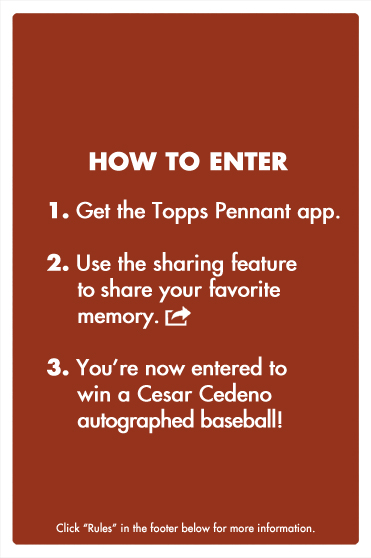 HOW TO ENTER
1. Get the Topps Pennant app.
2. Use the sharing feature
to share your favorite
memory.
3. You’re now entered to
win a Cesar Cedeno
autographed baseball!
Click “Rules” in the footer below for more information.